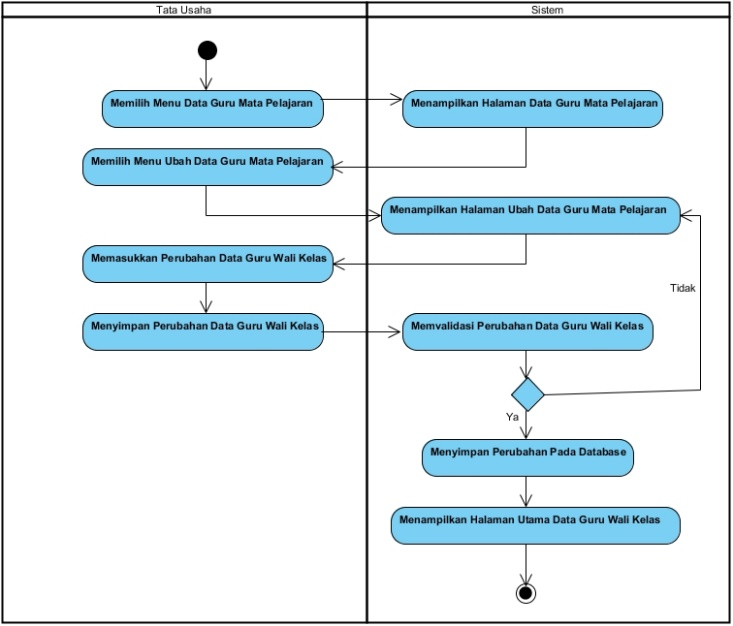 Tata Usaha
Sistem
Memilih Menu Data Guru Mata Pelajaran
Menampilkan Halaman Data Guru Mata Pelajaran
Memilih Menu Ubah Data Guru Mata Pelajaran
Menampilkan Halaman Ubah Data Guru Mata Pelajaran
Memasukkan Perubahan Data Guru Wali Kelas
Tidak
Menyimpan Perubahan Data Guru Wali Kelas
Memvalidasi Perubahan Data Guru Wali Kelas
Ya
Menyimpan Perubahan Pada Database
Menampilkan Halaman Utama Data Guru Wali Kelas